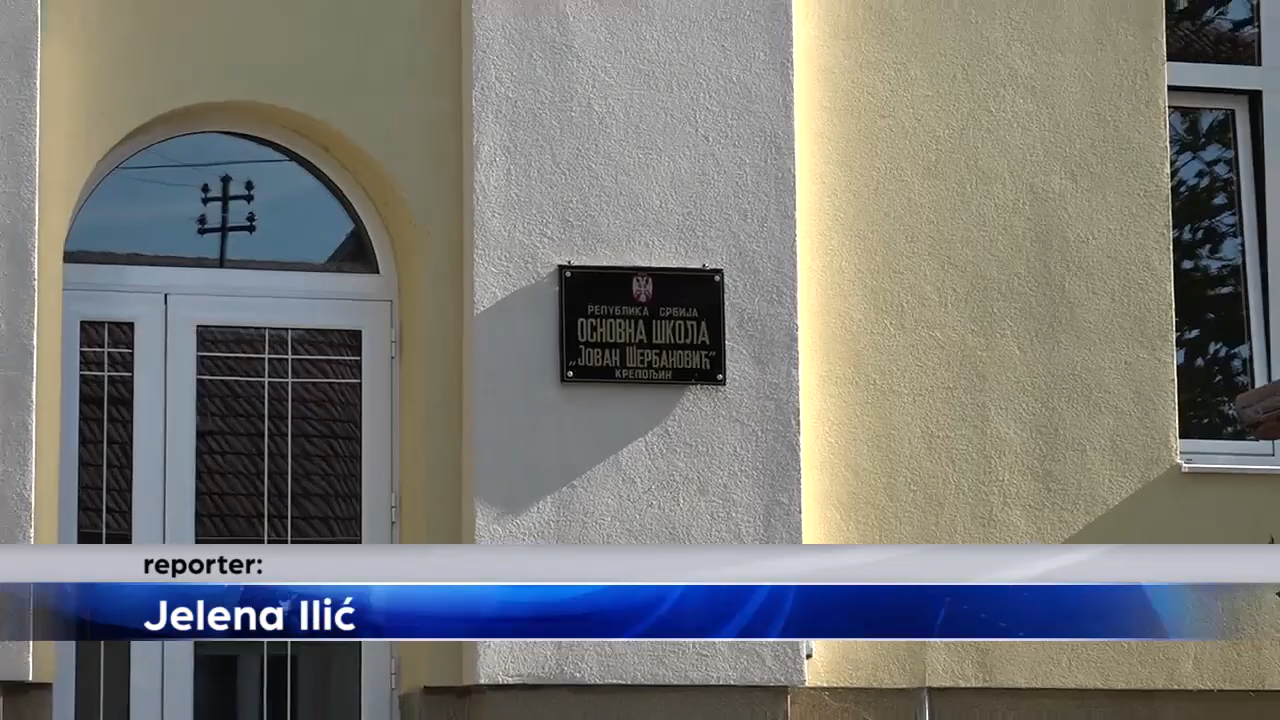 РЕПУБЛИКА СРБИЈА
ОСНОВНА ШКОЛА
„ЈОВАН ШЕРБАНОВИЋ”
КРЕПОЉИН
reporter:
Jelena Ilić